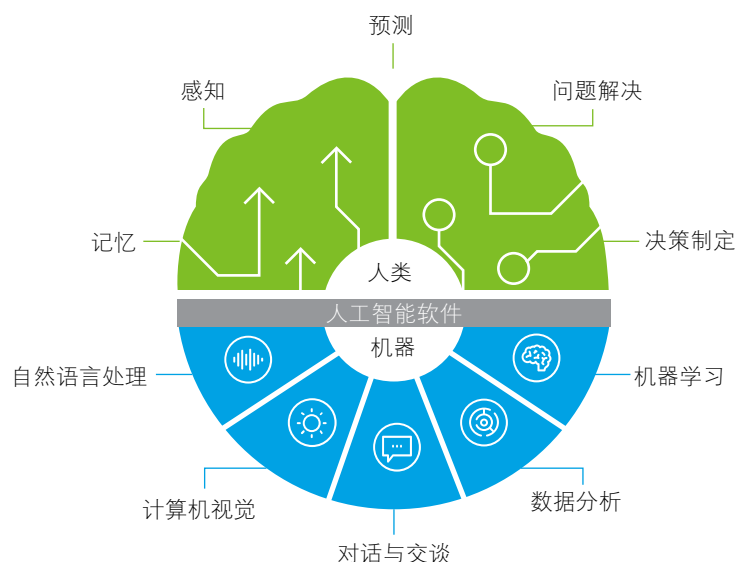 预测
感知
问题解决
记忆
决策制定
人类
人工智能软件
机器
自然语言处理
机器学习
计算机视觉
数据分析
对话与交谈